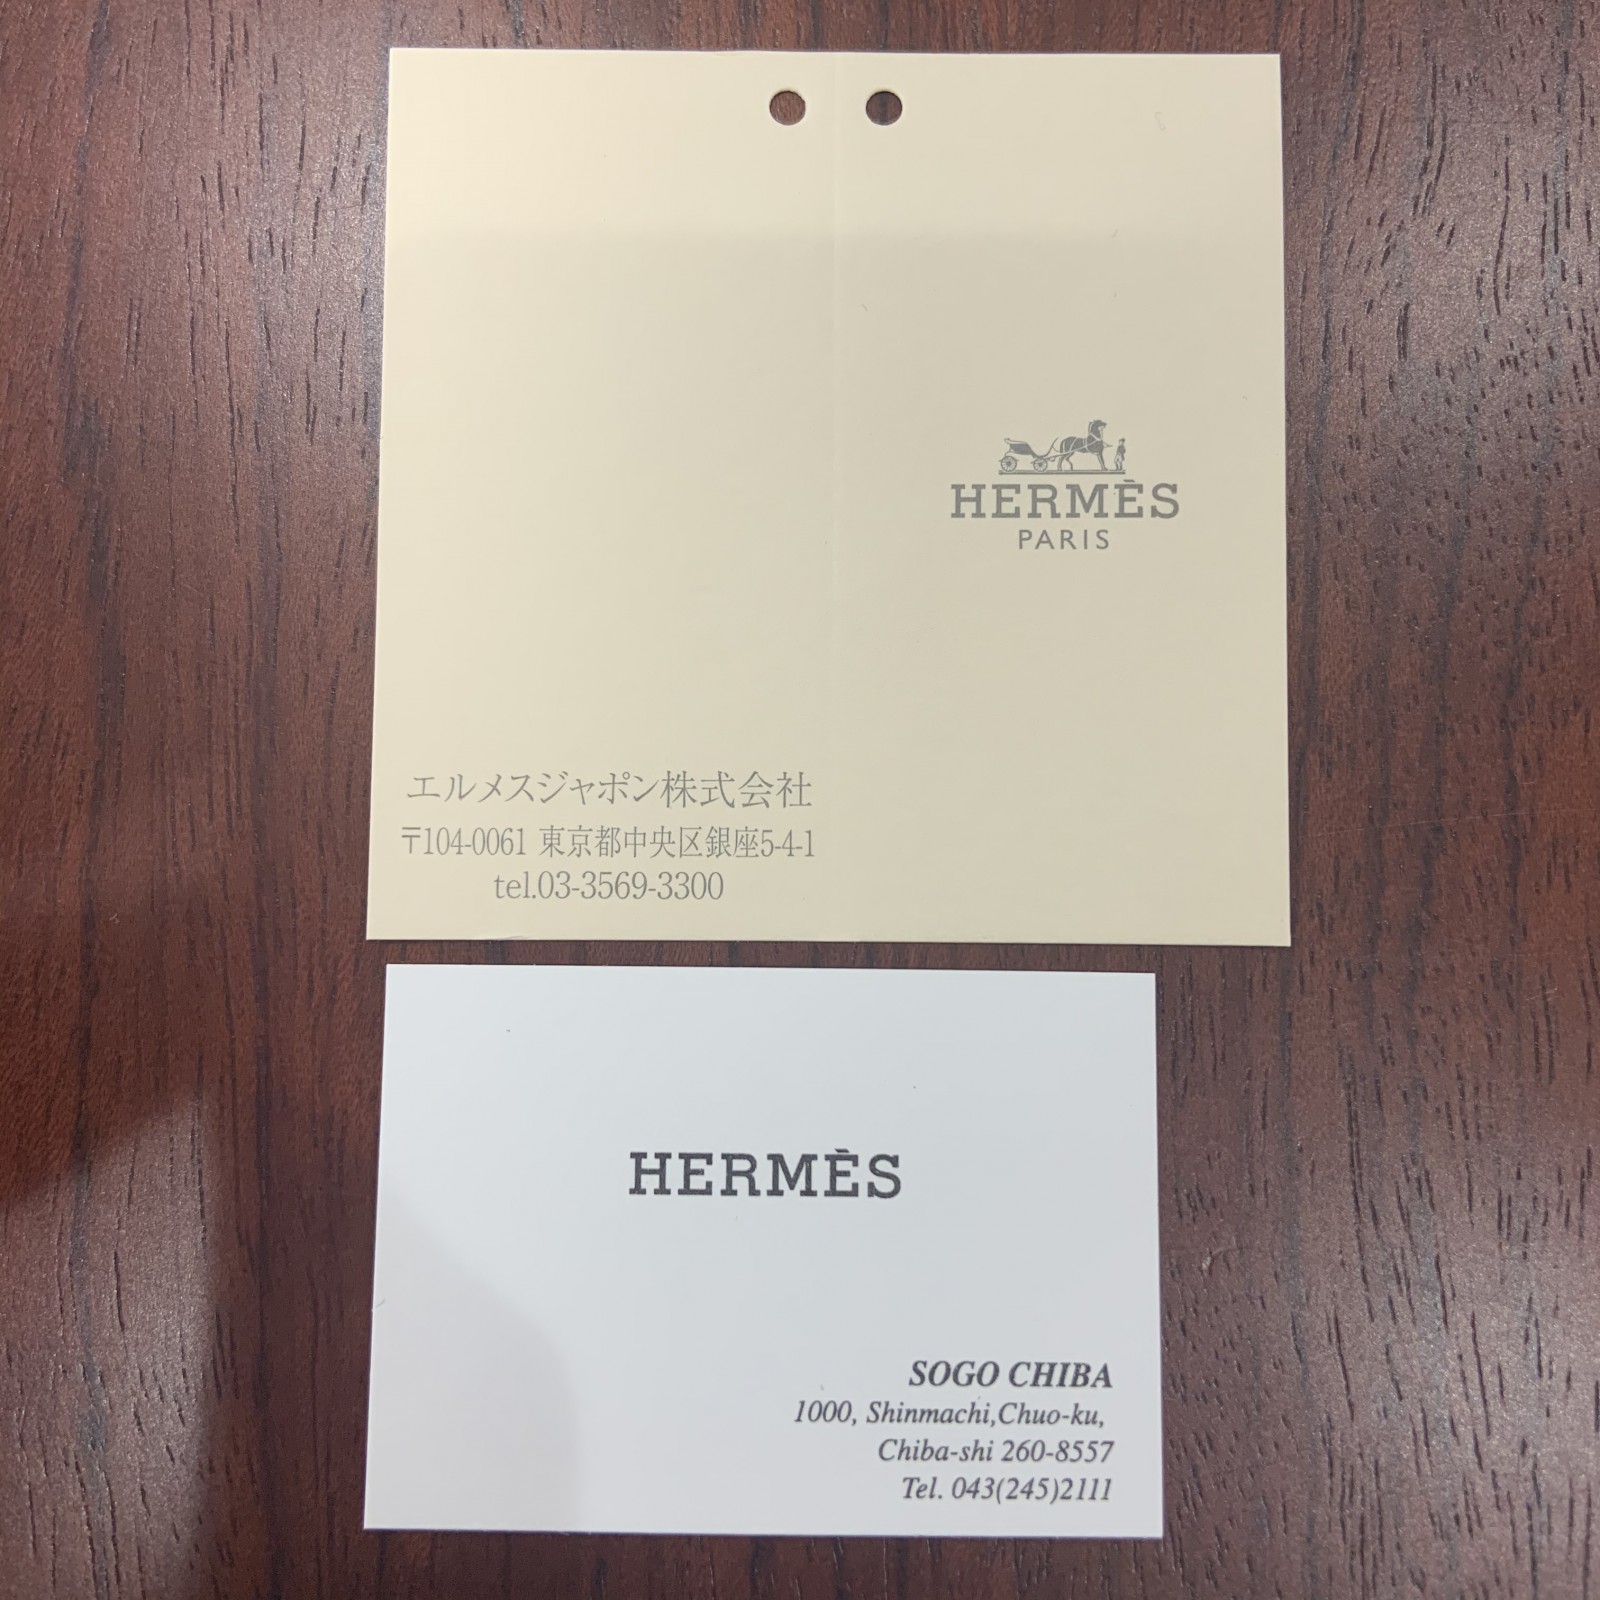 HERMÈS
PARIS
エルメスジャポン株式会社
〒104-0061 東京都中央区銀座5-4-1
tel.03-3569-3300
HERMÈS
SOGO CHIBA
1000, Shinmachi,Chuo-ku,
Chiba-shi 260-8557
Tel. 043(245)2111